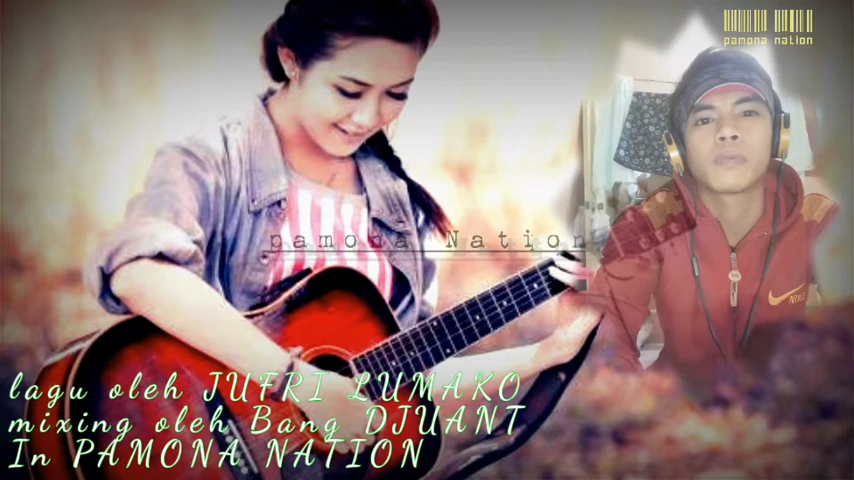 pamona nation
pamona Nation
lagu oleh JUFRI LUMAKO
mixing oleh Bang DJUANT
In PAMONA NATION